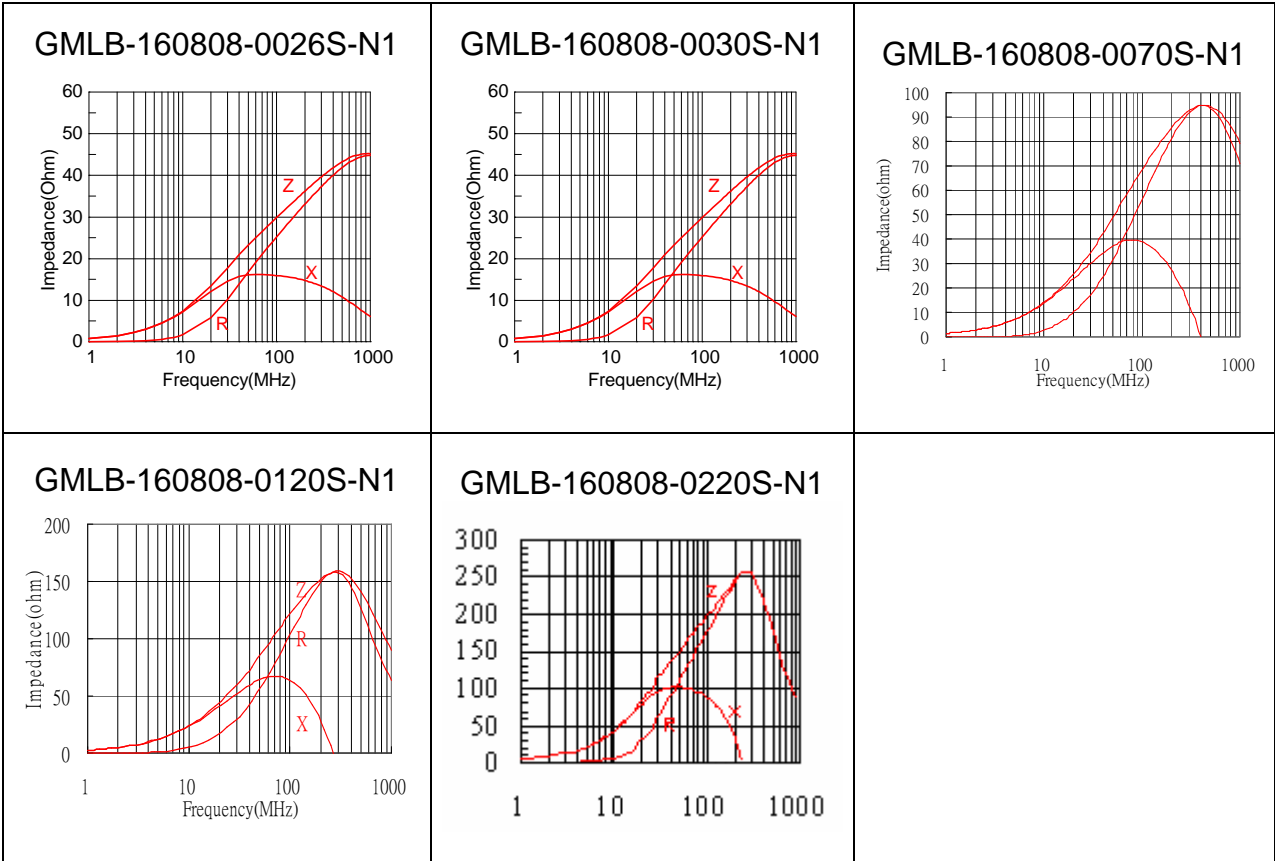 GMLB-160808-0026S-N1
60
50
40
30
20
10
0
Impedance(Ohm)
Z
X
R
1 10 100 1000
Frequency(MHz)
GMLB-160808-0030S-N1
60
50
40
30
20
10
0
Impedance(Ohm)
Z
X
R
1 10 100 1000
Frequency(MHz)
GMLB-160808-0070S-N1
100
90
80
70
60
50
40
30
20
10
0
Impedance(ohm)
1 10 100 1000
Frequency(MHz)
GMLB-160808-0120S-N1
200
150
100
50
0
Impedance(ohm)
Z
R
X
1 10 100 1000
Frequency(MHz)
GMLB-160808-0220S-N1
300
250
200
150
100
50
0
Z
X
R
1 10 100 1000